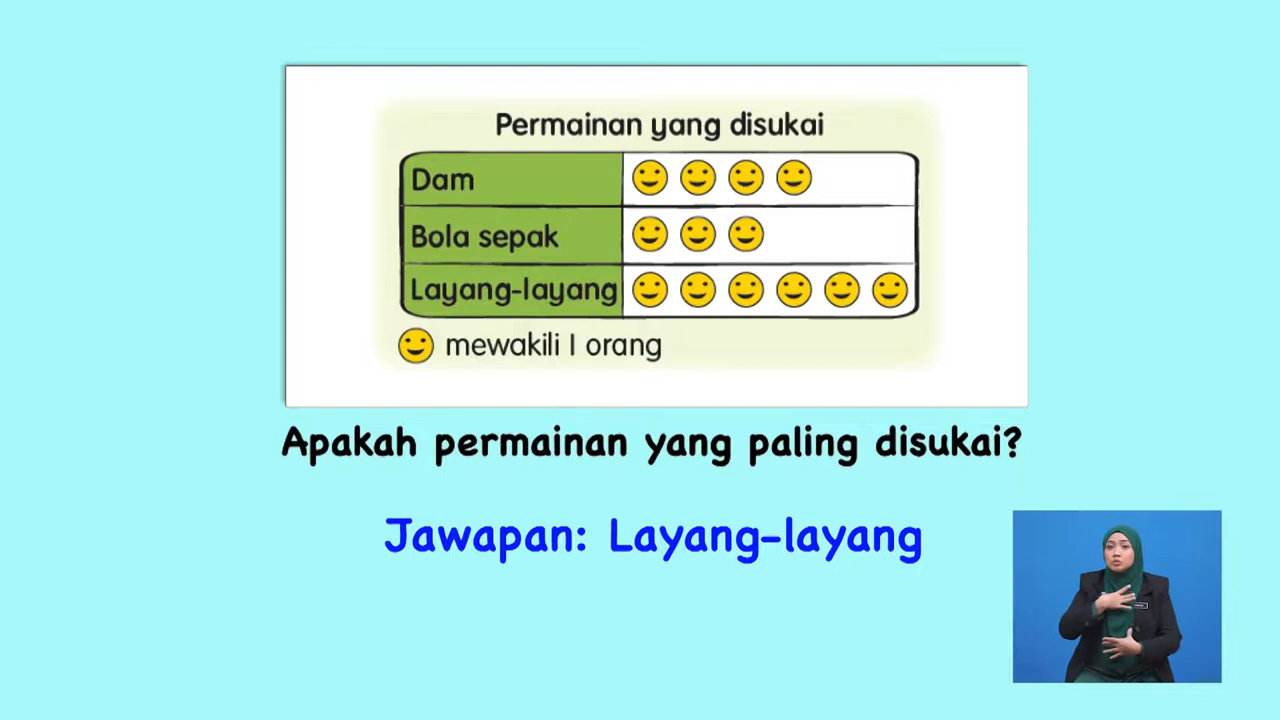 Permainan yang disukai
Dam
Bola sepak
Layang-layang
mewakili 1 orang
Apakah permainan yang paling disukai?
Jawapan: Layang-layang